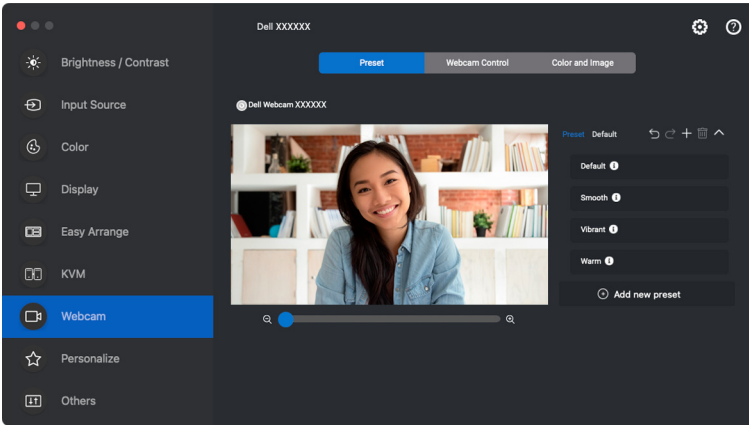 Dell XXXXXX
Preset
Webcam Control
Color and Image
Brightness / Contrast
Input Source
Color
Display
Easy Arrange
KVM
Webcam
Personalize
Others
Dell Webcam XXXXXX
Preset Default
Default
Smooth
Vibrant
Warm
Add new preset